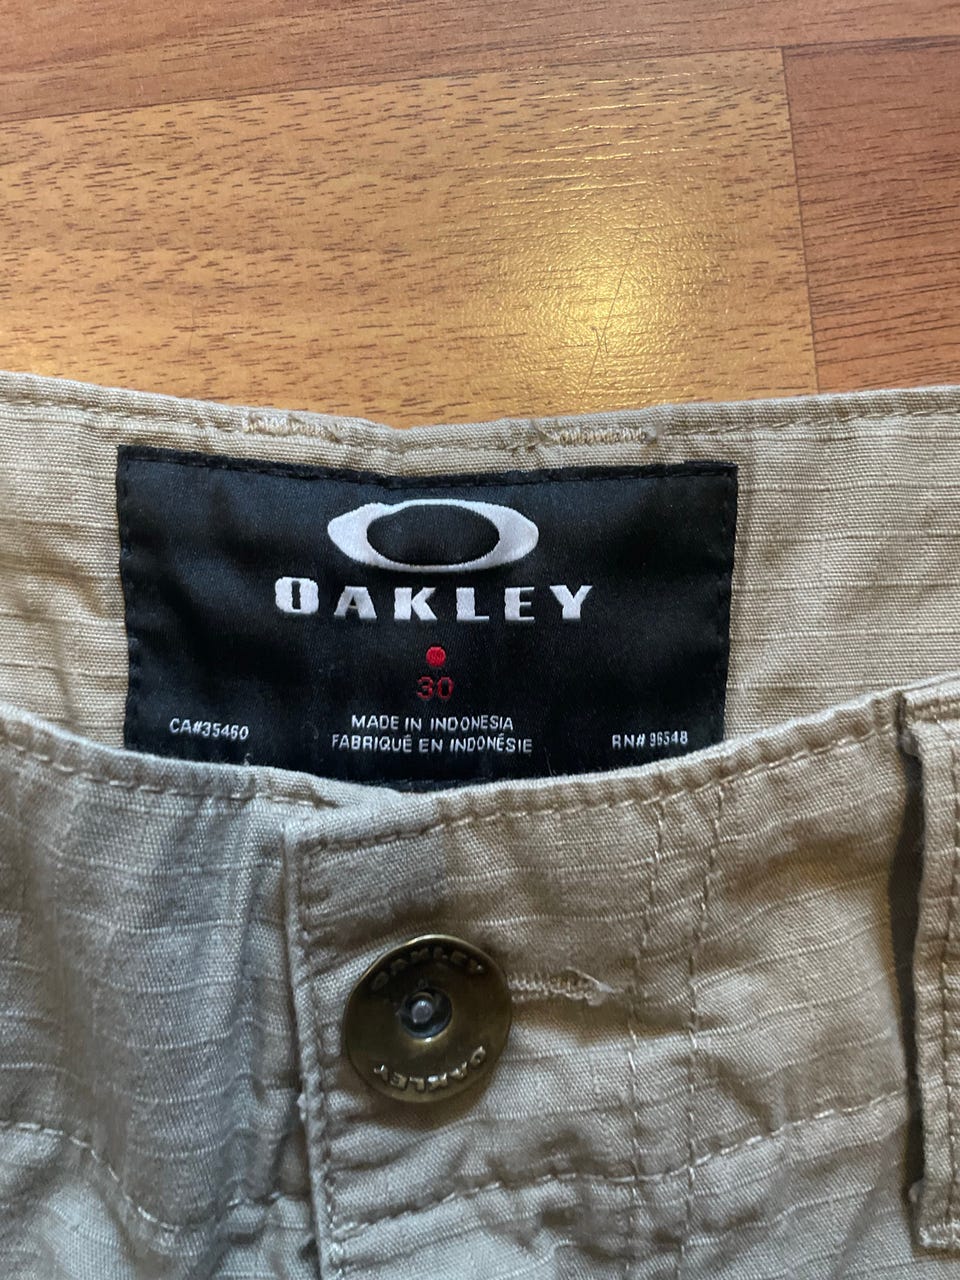 OAKLEY
30
MADE IN INDONESIA
CA#35460 FABRIQUÉ EN INDONÉSIE RN# 96548
OAKLEY
OAKLEY